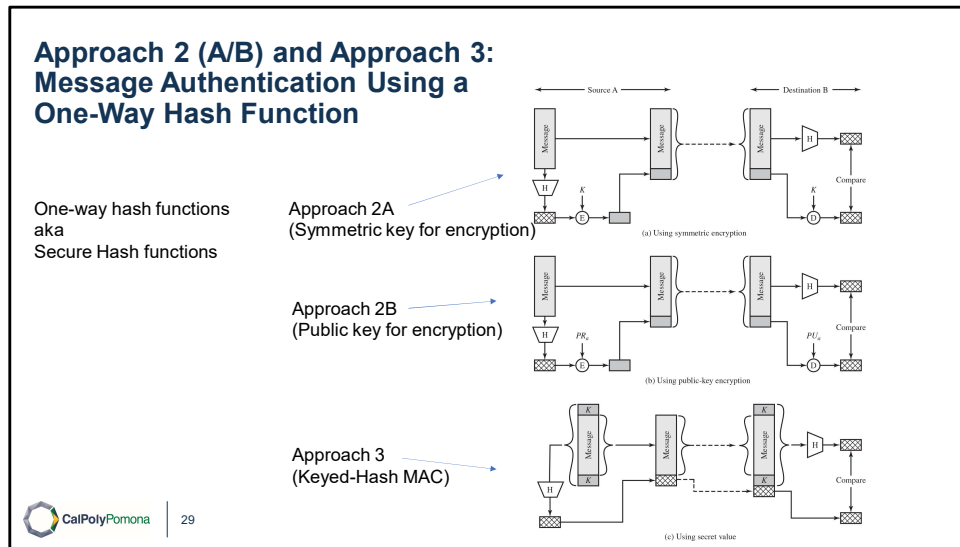 Approach 2 (A/B) and Approach 3:
Message Authentication Using a
One-Way Hash Function
One-way hash functions
aka
Secure Hash functions
Approach 2A
(Symmetric key for encryption)
Approach 2B
(Public key for encryption)
Approach 3
(Keyed-Hash MAC)
Source A
Destination B
Message
Message
Message
H
H
K
K
E
D
Compare
(a) Using symmetric encryption
Message
Message
Message
H
H
PRa
PUa
E
D
Compare
(b) Using public-key encryption
K
K
Message
Message
Message
H
H
K
K
Compare
(c) Using secret value
CalPolyPomona
29